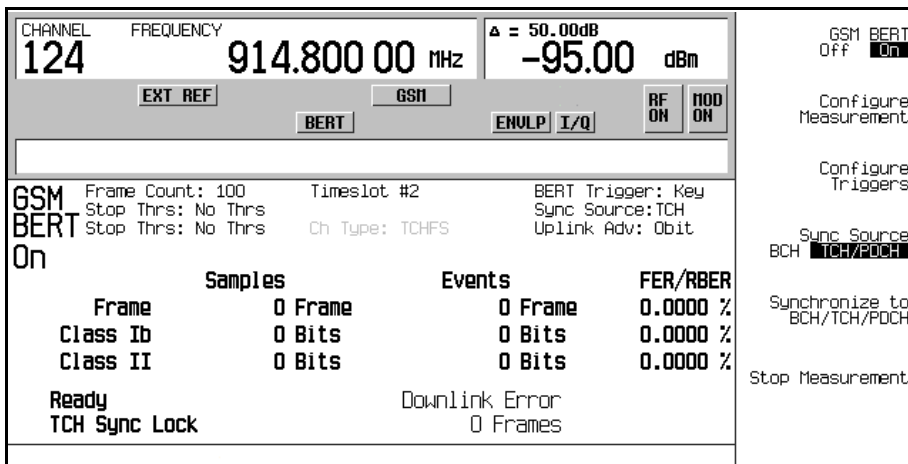 CHANNEL FREQUENCY Δ = 50.00dB
124 914.800 00 MHz -95.00 dBm
EXT REF GSM RF ON MOD ON
BERT ENVLP I/Q
GSM BERT On
Frame Count: 100 Timeslot #2 BERT Trigger: Key
Stop Thrs: No Thrs Sync Source:TCH
Stop Thrs: No Thrs Ch Type: TCHFS Uplink Adv: 0bit
Samples Events FER/RBER
Frame 0 Frame 0 Frame 0.0000 %
Class Ib 0 Bits 0 Bits 0.0000 %
Class II 0 Bits 0 Bits 0.0000 %
Ready Downlink Error
TCH Sync Lock 0 Frames
GSM BERT
Off On
Configure
Measurement
Configure
Triggers
Sync Source
BCH TCH/PDCH
Synchronize to
BCH/TCH/PDCH
Stop Measurement